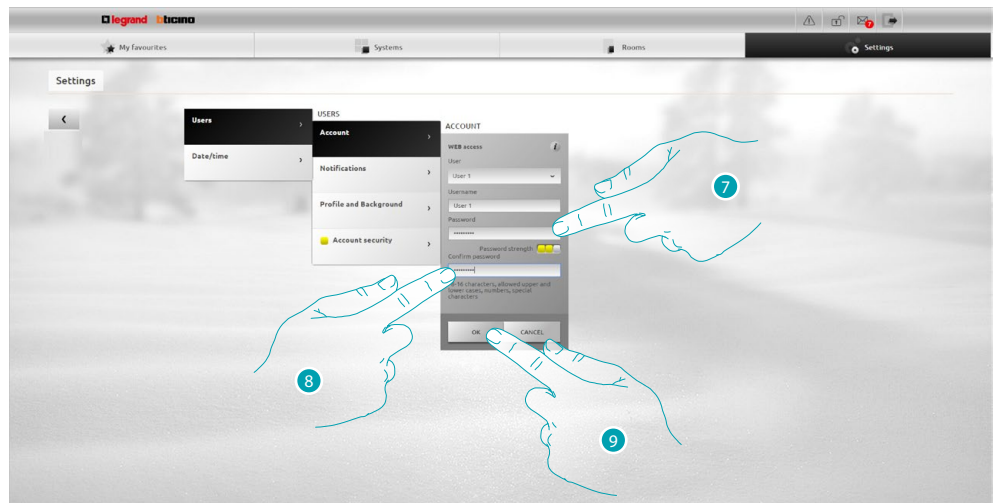 legrand bticino
?
My favourites
Systems
Rooms
Settings
Settings
USERS
Users
Account
ACCOUNT
WEB access
i
Date/time
Notifications
User
User 1
Username
Profile and Background
User 1
Password
Account security
Password strength
Confirm password
characters, allowed upper and
lower cases, numbers, special
characters
OK
CANCEL
7
8
9